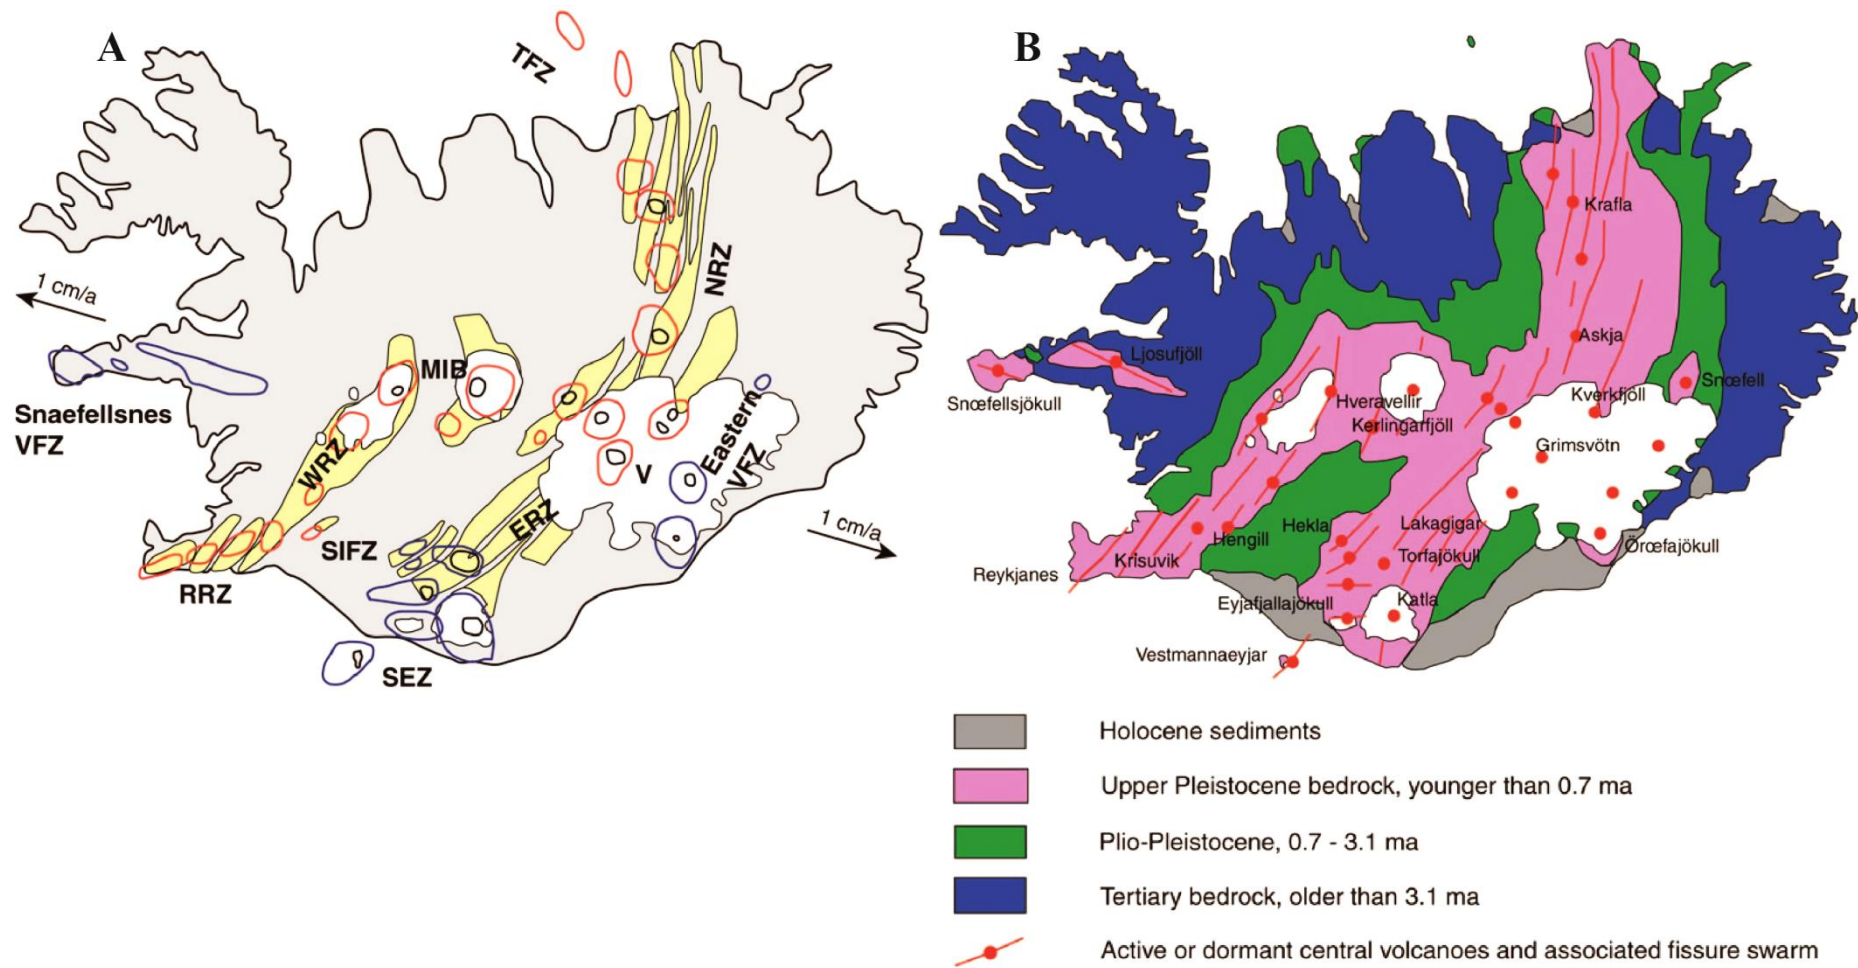 A
TFZ
NRZ
1 cm/a
MIB
Snaefellsnes
VFZ
WRZ
V
Eastern
VFZ
ERZ
1 cm/a
SIFZ
RRZ
SEZ
B
Krafla
Askja
Ljosufjöll
Snœfell
Snœfellsjökull
Kverkfjöll
Hveravellir
Kerlingarfjöll
Grimsvötn
Hekla
Lakagigar
Hengill
Örœfajökull
Krisuvik
Torfajökull
Reykjanes
Eyjafjallajökull
Katla
Vestmannaeyjar
Holocene sediments
Upper Pleistocene bedrock, younger than 0.7 ma
Plio-Pleistocene, 0.7 - 3.1 ma
Tertiary bedrock, older than 3.1 ma
Active or dormant central volcanoes and associated fissure swarm